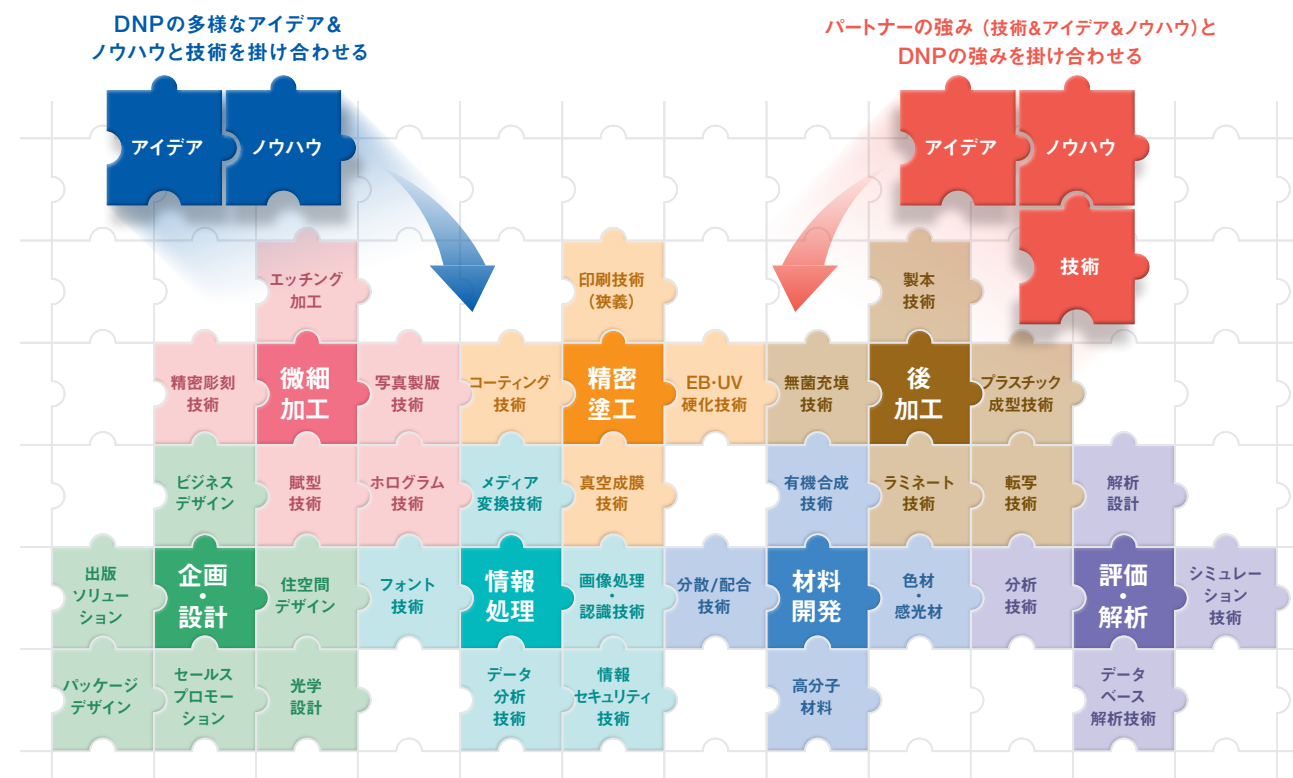 DNPの多様なアイデア&
ノウハウと技術を掛け合わせる
パートナーの強み（技術&アイデア&ノウハウ）と
DNPの強みを掛け合わせる
アイデア
ノウハウ
アイデア
ノウハウ
技術
エッチング
加工
印刷技術
（狭義）
製本
技術
精密彫刻
技術
微細
加工
写真製版
技術
コーティング
技術
精密
塗工
EB・UV
硬化技術
無菌充填
技術
後
加工
プラスチック
成型技術
ビジネス
デザイン
賦型
技術
ホログラム
技術
メディア
変換技術
真空成膜
技術
有機合成
技術
ラミネート
技術
転写
技術
解析
設計
出版
ソリュー
ション
企画
・
設計
住空間
デザイン
フォント
技術
情報
処理
画像処理
・
認識技術
分散/配合
技術
材料
開発
色材
・
感光材
分析
技術
評価
・
解析
シミュレー
ション
技術
パッケージ
デザイン
セールス
プロモー
ション
光学
設計
データ
分析
技術
情報
セキュリティ
技術
高分子
材料
データ
ベース
解析技術